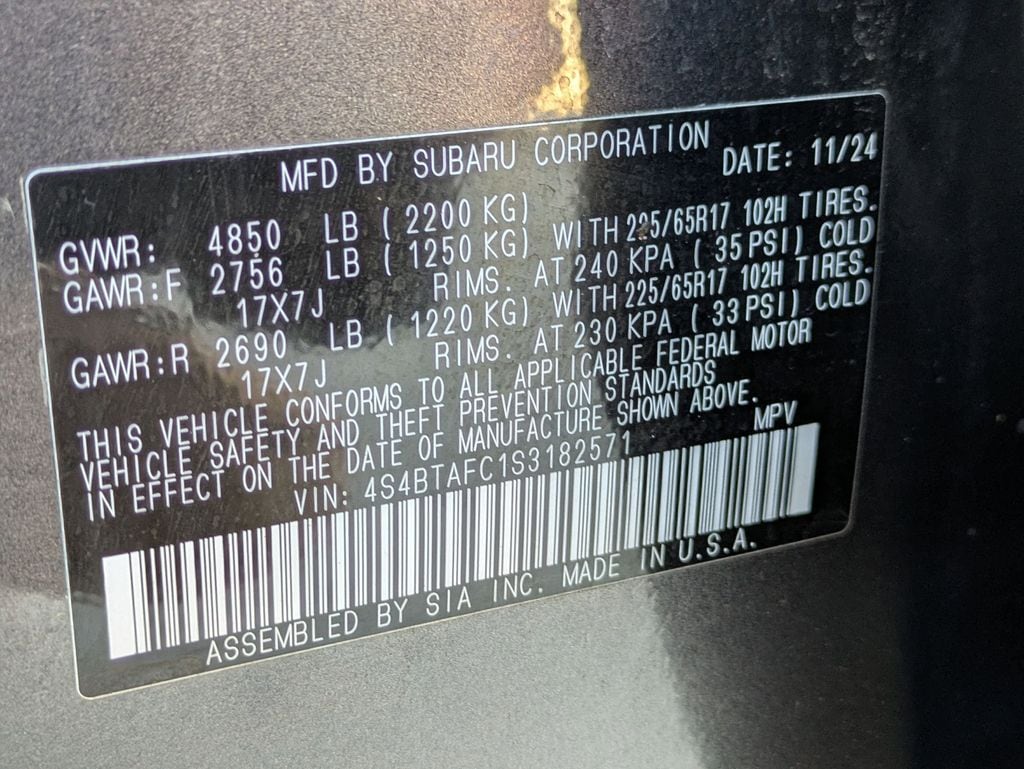 MFD BY SUBARU CORPORATION DATE: 11/24
GVWR: 4850 LB ( 2200 KG)
GAWR:F 2756 LB ( 1250 KG) WITH 225/65R17 102H TIRES.
17X7J RIMS. AT 240 KPA ( 35 PSI) COLD
GAWR:R 2690 LB ( 1220 KG) WITH 225/65R17 102H TIRES.
17X7J RIMS. AT 230 KPA ( 33 PSI) COLD
THIS VEHICLE CONFORMS TO ALL APPLICABLE FEDERAL MOTOR
VEHICLE SAFETY AND THEFT PREVENTION STANDARDS
IN EFFECT ON THE DATE OF MANUFACTURE SHOWN ABOVE.
VIN: 4S4BTAFC1S3182571 MPV
ASSEMBLED BY SIA INC. MADE IN U.S.A.